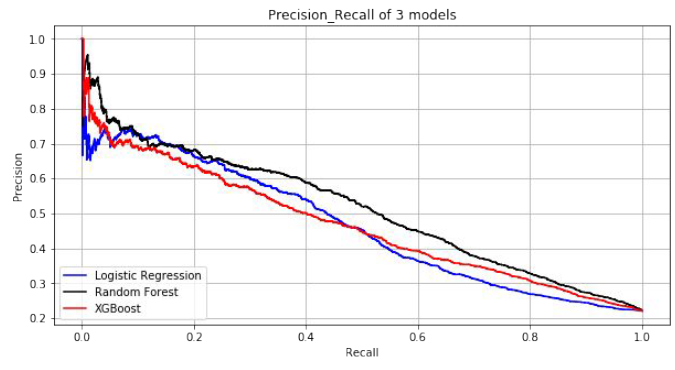 Precision_Recall of 3 models
1.0
0.9
0.8
0.7
0.6
0.5
0.4
0.3
0.2
Precision
Logistic Regression
Random Forest
XGBoost
0.0 0.2 0.4 0.6 0.8 1.0
Recall